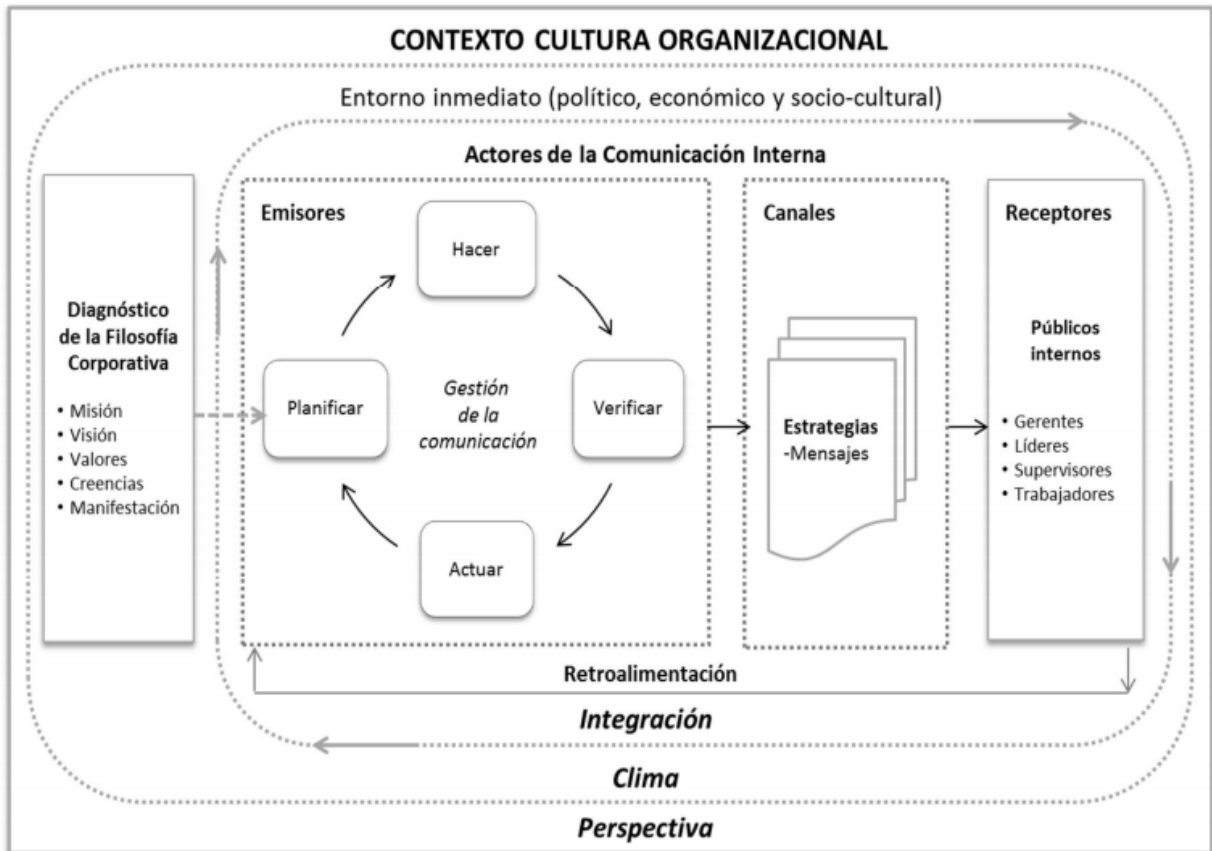 CONTEXTO CULTURA ORGANIZACIONAL
Entorno inmediato (político, económico y socio-cultural)
Actores de la Comunicación Interna
Diagnóstico
de la Filosofía
Corporativa
• Misión
• Visión
• Valores
• Creencias
• Manifestación
Emisores
Hacer
Planificar
Gestión
de la
comunicación
Verificar
Actuar
Canales
Estrategias
-Mensajes
Receptores
Públicos
internos
• Gerentes
• Líderes
• Supervisores
• Trabajadores
Retroalimentación
Integración
Clima
Perspectiva